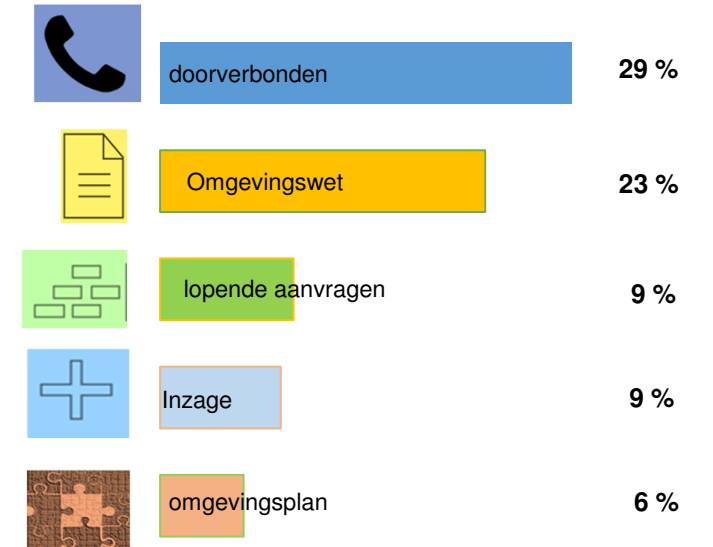 doorverbonden 29 %
Omgevingswet 23 %
lopende aanvragen 9 %
Inzage 9 %
omgevingsplan 6 %